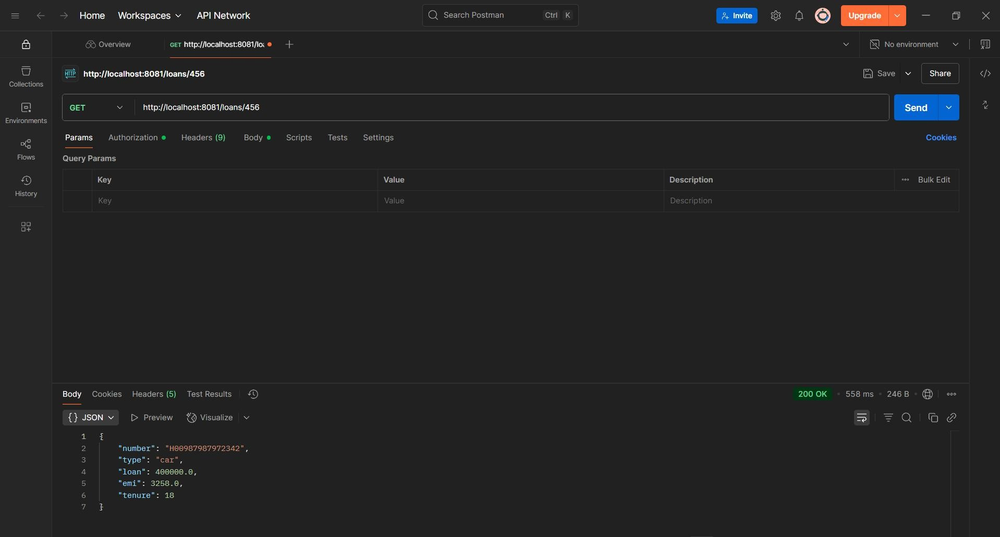 Home Workspaces API Network Search Postman Ctrl K Invite Upgrade
Overview GET http://localhost:8081/loa No environment
Collections
Environments
Flows
History
HTTP http://localhost:8081/loans/456 Save Share
GET http://localhost:8081/loans/456 Send
Params Authorization Headers (9) Body Scripts Tests Settings Cookies
Query Params
Key Value Description Bulk Edit
Key Value Description
Body Cookies Headers (5) Test Results 200 OK 558 ms 246 B
{} JSON Preview Visualize
1 {
2 "number": "H00987987972342",
3 "type": "car",
4 "loan": 400000.0,
5 "emi": 3258.0,
6 "tenure": 18
7 }